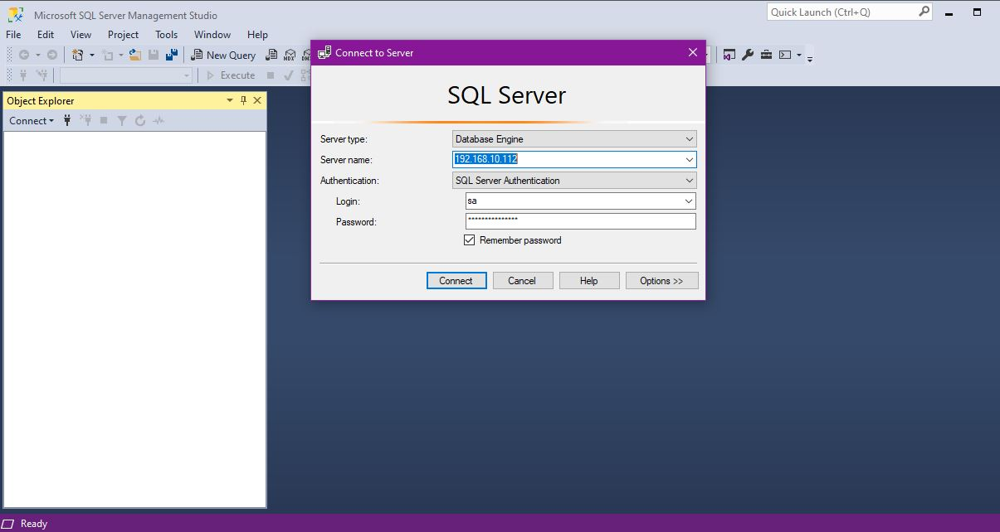 Microsoft SQL Server Management Studio
Quick Launch (Ctrl+Q)
File Edit View Project Tools Window Help
New Query
MDX
Execute
Connect to Server
SQL Server
Server type: Database Engine
Server name: 192.168.10.112
Authentication: SQL Server Authentication
Login: sa
Password: ***************
Remember password
Connect Cancel Help Options >>
Object Explorer
Connect
Ready